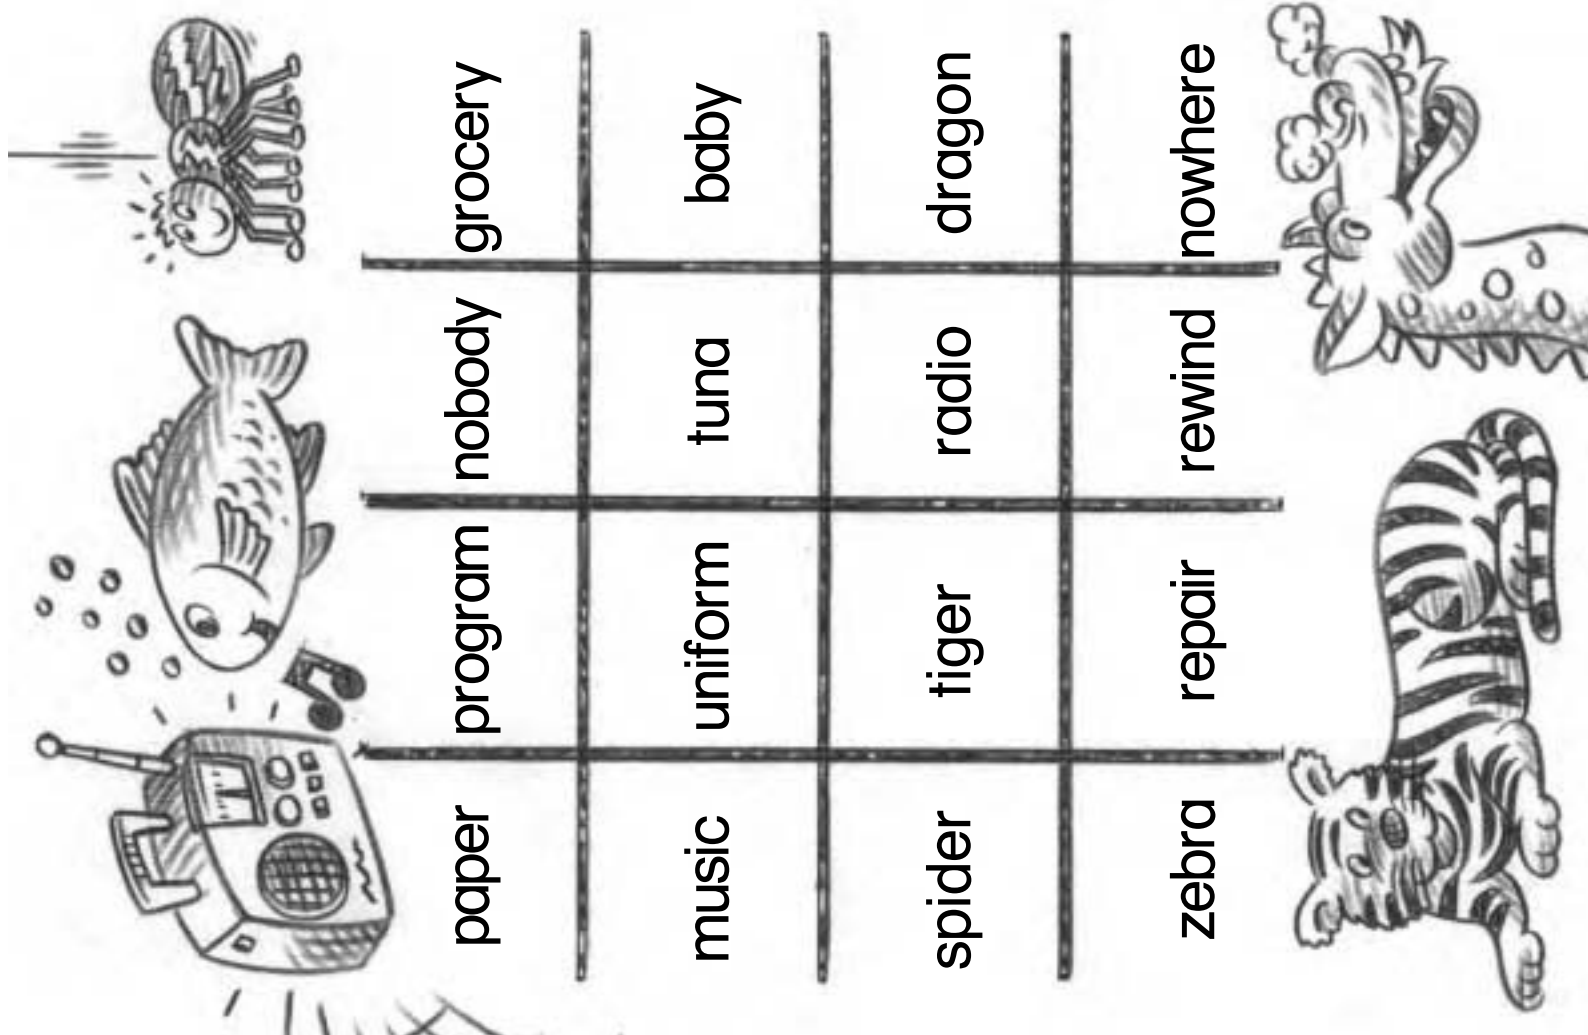 paper program nobody grocery
music uniform tuna baby
spider tiger radio dragon
zebra repair rewind nowhere